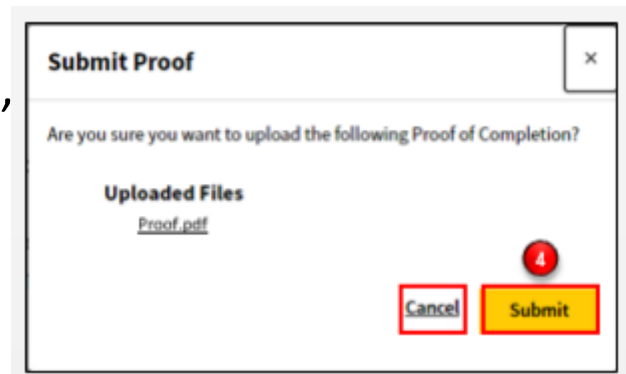 Submit Proof ×
,
Are you sure you want to upload the following Proof of Completion?
Uploaded Files
Proof.pdf
4
Cancel Submit